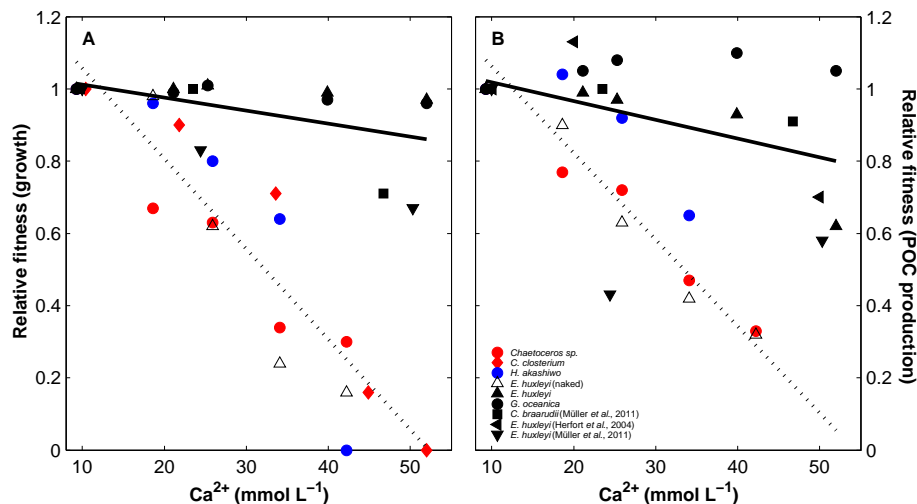 A
B
Relative fitness (growth)
1.2
1
0.8
0.6
0.4
0.2
0
10
20
30
40
50
Ca²⁺ (mmol L⁻¹)
Chaetoceros sp.
C. closterium
H. akashiwo
E. huxleyi (naked)
E. huxleyi
G. oceanica
C. braarudii (Müller et al., 2011)
E. huxleyi (Herfort et al., 2004)
E. huxleyi (Müller et al., 2011)
10
20
30
40
50
Ca²⁺ (mmol L⁻¹)
1.2
1
0.8
0.6
0.4
0.2
0
Relative fitness (POC production)